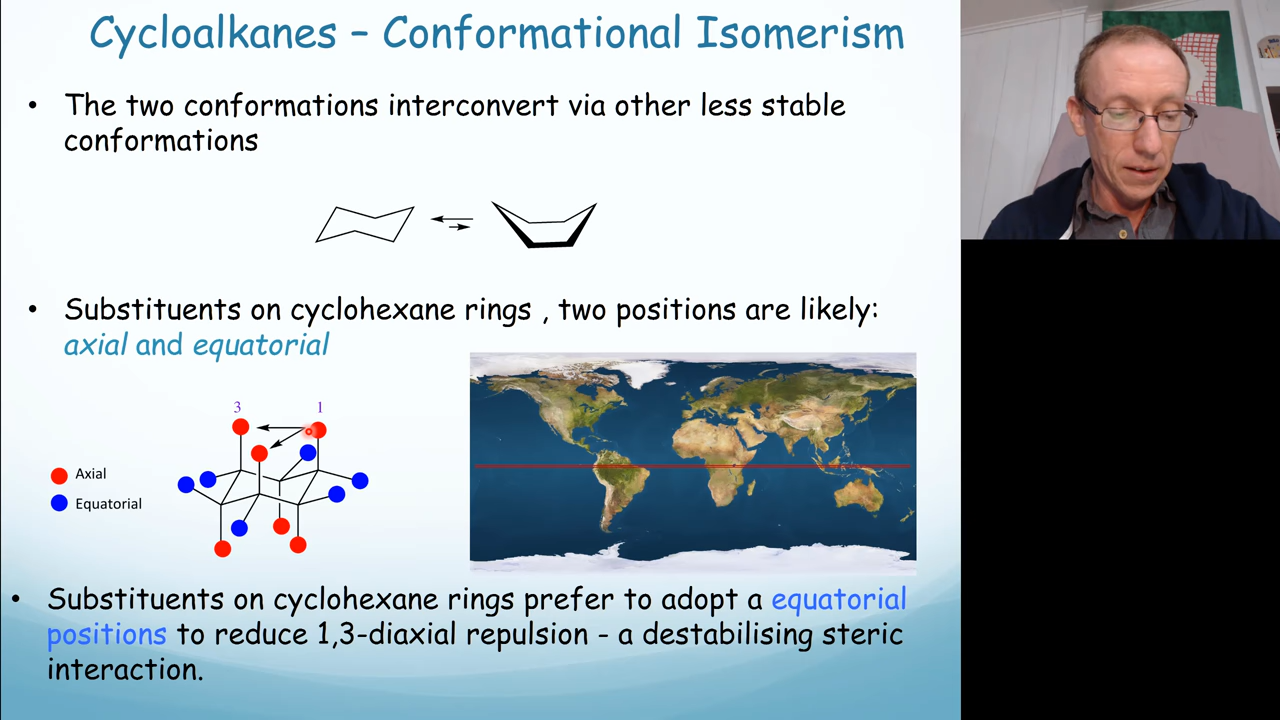 Cycloalkanes – Conformational Isomerism
• The two conformations interconvert via other less stable
conformations
• Substituents on cyclohexane rings , two positions are likely:
axial and equatorial
3 1
Axial
Equatorial
• Substituents on cyclohexane rings prefer to adopt a equatorial
positions to reduce 1,3-diaxial repulsion - a destabilising steric
interaction.